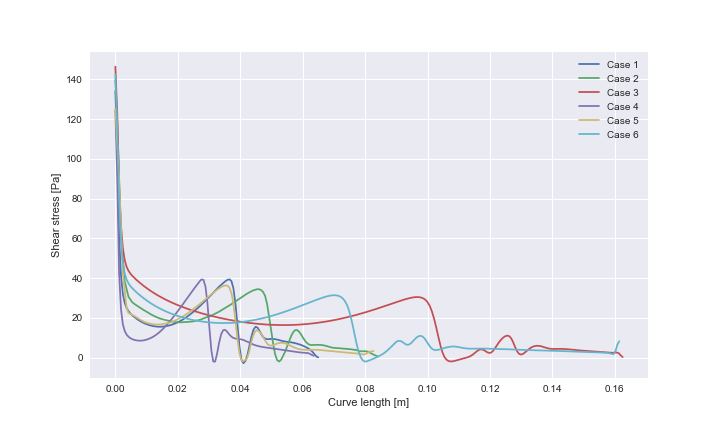 140
120
100
80
60
40
20
0
Shear stress [Pa]
0.00 0.02 0.04 0.06 0.08 0.10 0.12 0.14 0.16
Curve length [m]
Case 1
Case 2
Case 3
Case 4
Case 5
Case 6